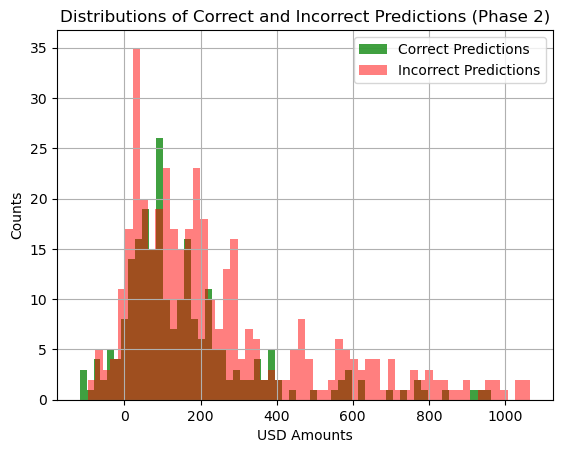 Distributions of Correct and Incorrect Predictions (Phase 2)
Correct Predictions
Incorrect Predictions
35
30
25
20
15
10
5
0
Counts
0 200 400 600 800 1000
USD Amounts